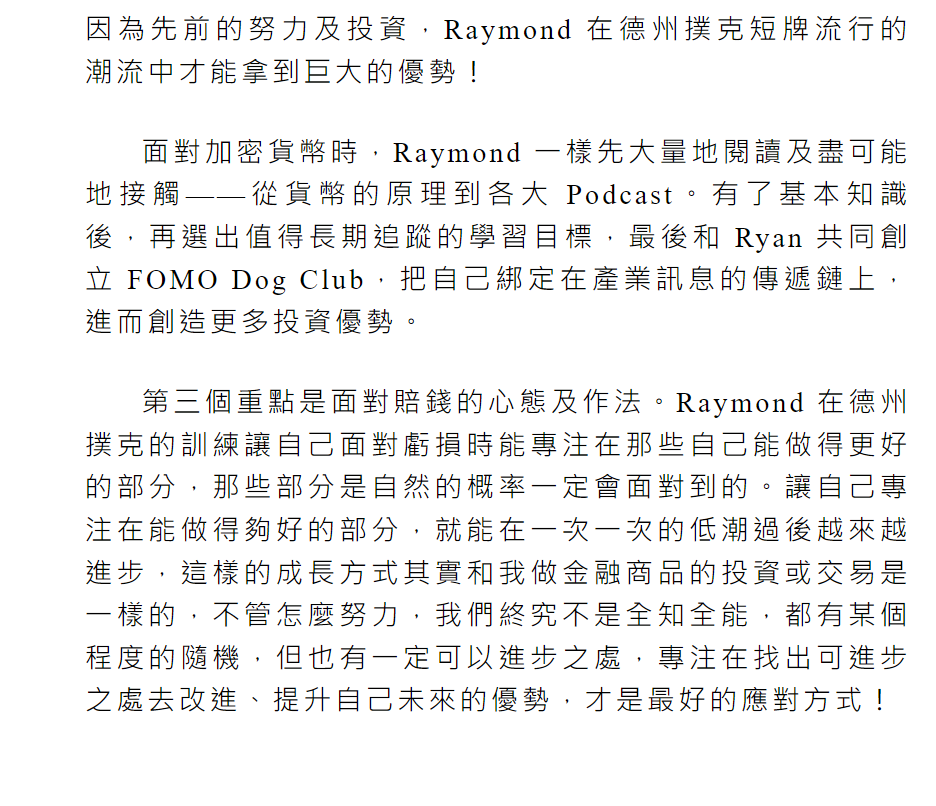 因為先前的努力及投資，Raymond 在德州撲克短牌流行的
潮流中才能拿到巨大的優勢！
面對加密貨幣時，Raymond 一樣先大量地閱讀及盡可能
地接觸——從貨幣的原理到各大 Podcast。有了基本知識
後，再選出值得長期追蹤的學習目標，最後和 Ryan 共同創
立 FOMO Dog Club，把自己綁定在產業訊息的傳遞鏈上，
進而創造更多投資優勢。
第三個重點是面對賠錢的心態及作法。Raymond 在德州
撲克的訓練讓自己面對虧損時能專注在那些自己能做得更好
的部分，那些部分是自然的概率一定會面對到的。讓自己專
注在能做得夠好的部分，就能在一次一次的低潮過後越來越
進步，這樣的成長方式其實和我做金融商品的投資或交易是
一樣的，不管怎麼努力，我們終究不是全知全能，都有某個
程度的隨機，但也有一定可以進步之處，專注在找出可進步
之處去改進、提升自己未來的優勢，才是最好的應對方式！